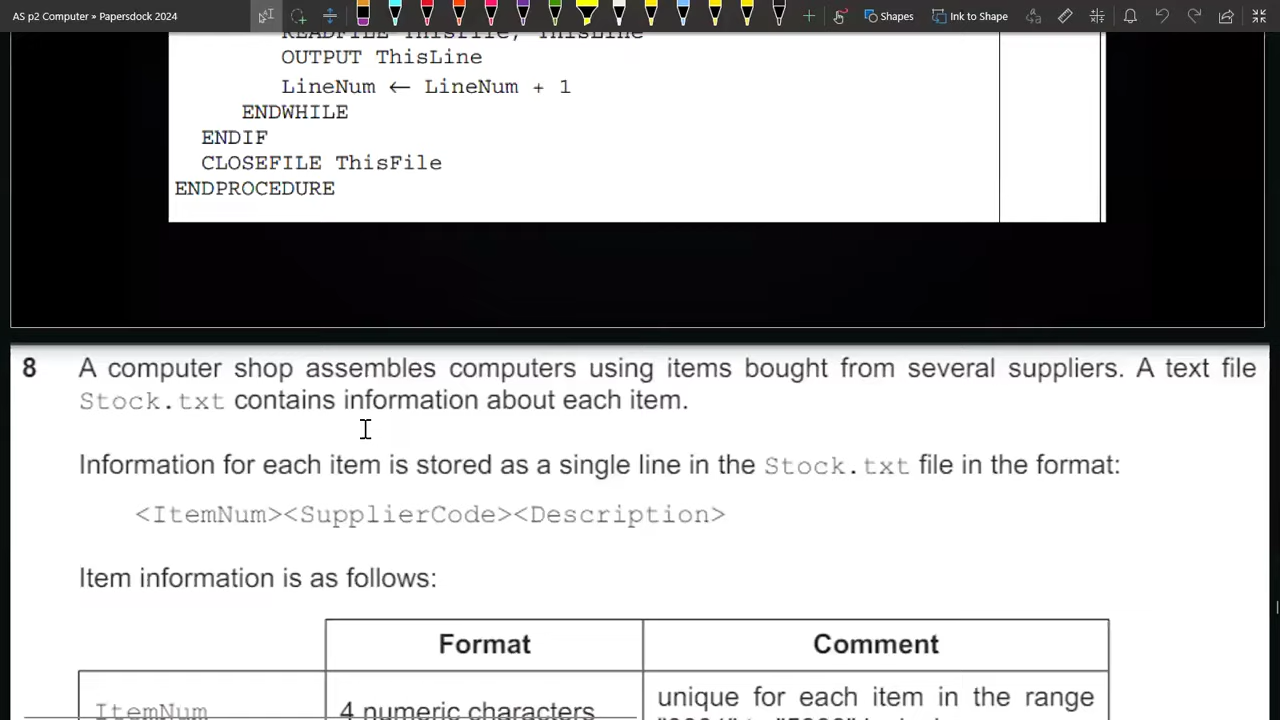 AS p2 Computer » Papersdock 2024
Shapes
Ink to Shape
READFILE ThisFile, ThisLine
OUTPUT ThisLine
LineNum ← LineNum + 1
ENDWHILE
ENDIF
CLOSEFILE ThisFile
ENDPROCEDURE
8 A computer shop assembles computers using items bought from several suppliers. A text file
Stock.txt contains information about each item.
Information for each item is stored as a single line in the Stock.txt file in the format:
<ItemNum><SupplierCode><Description>
Item information is as follows:
Format Comment
ItemNum 4 numeric characters unique for each item in the range